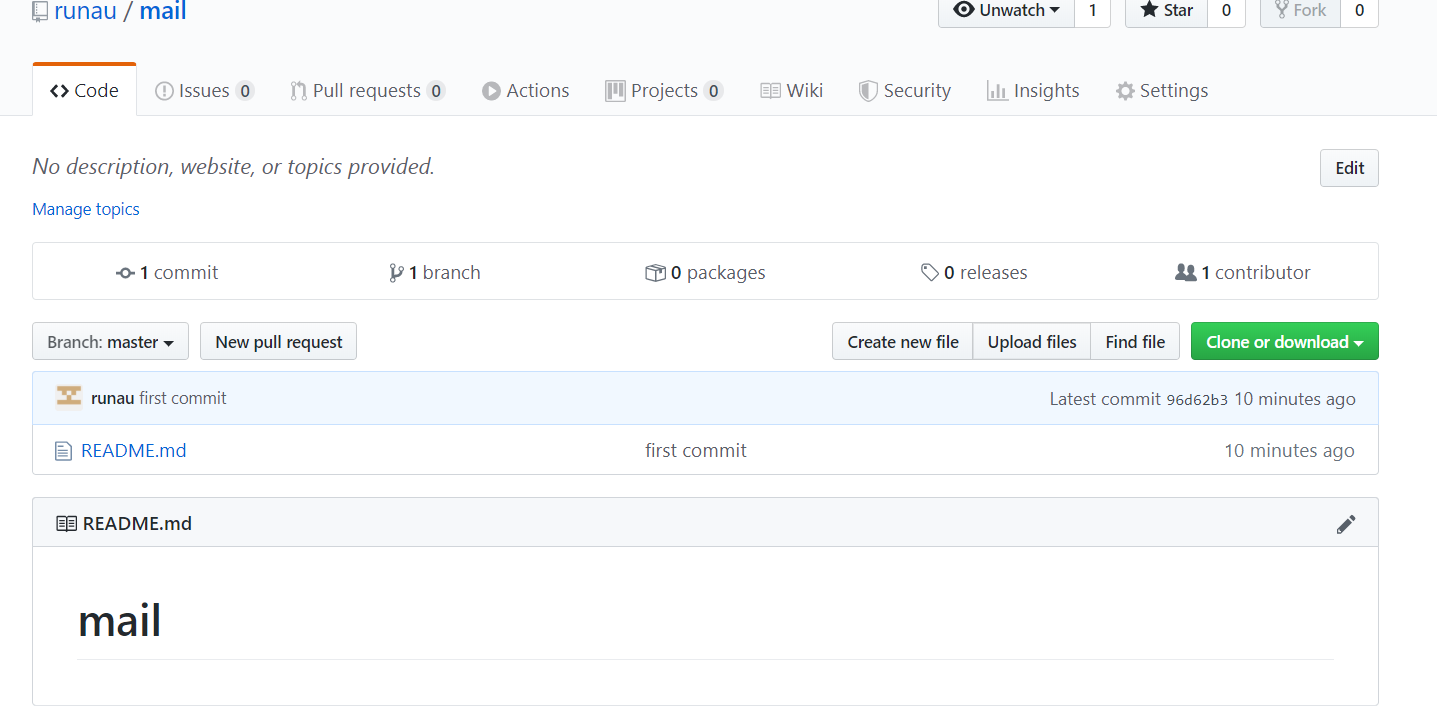 runau / mail Unwatch 1 Star 0 Fork 0
Code Issues 0 Pull requests 0 Actions Projects 0 Wiki Security Insights Settings
No description, website, or topics provided. Edit
Manage topics
1 commit 1 branch 0 packages 0 releases 1 contributor
Branch: master New pull request Create new file Upload files Find file Clone or download
runau first commit Latest commit 96d62b3 10 minutes ago
README.md first commit 10 minutes ago
README.md
mail